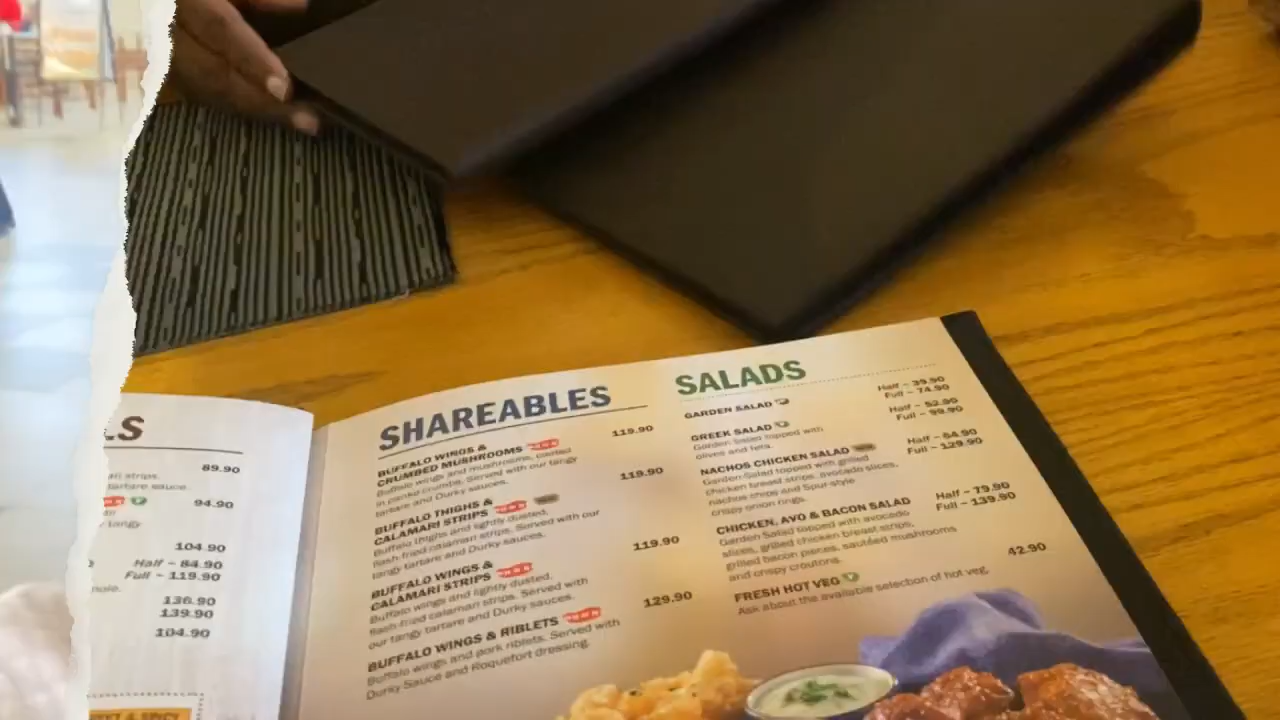 LS
89.90
strips.
tartare sauce.
94.90
tangy
104.90
Half – 84.90
Full – 119.90
136.90
139.90
104.90
SHAREABLES
BUFFALO WINGS &
CRUMBED MUSHROOMS
119.90
Buffalo wings and mushrooms, coated
in panko crumbs. Served with our tangy
tartare and Durky sauces.
BUFFALO THIGHS &
CALAMARI STRIPS
119.90
Buffalo thighs and lightly dusted,
flash-fried calamari strips. Served with our
tangy tartare and Durky sauces.
BUFFALO WINGS &
CALAMARI STRIPS
119.90
Buffalo wings and lightly dusted,
flash-fried calamari strips. Served with
our tangy tartare and Durky sauces.
BUFFALO WINGS & RIBLETS
129.90
Buffalo wings and pork riblets. Served with
Durky Sauce and Roquefort dressing.
SALADS
GARDEN SALAD
Half – 39.90
Full – 74.90
GREEK SALAD
Half – 52.90
Full – 99.90
Garden Salad topped with
olives and feta.
NACHOS CHICKEN SALAD
Half – 64.90
Full – 129.90
Garden Salad topped with grilled
chicken breast strips, avocado slices,
nachos chips and Sour-style
crispy onion rings.
CHICKEN, AVO & BACON SALAD
Half – 79.90
Full – 139.90
Garden Salad topped with avocado
slices, grilled chicken breast strips,
grilled bacon pieces, sautéed mushrooms
and crispy croutons.
FRESH HOT VEG
42.90
Ask about the available selection of hot veg.